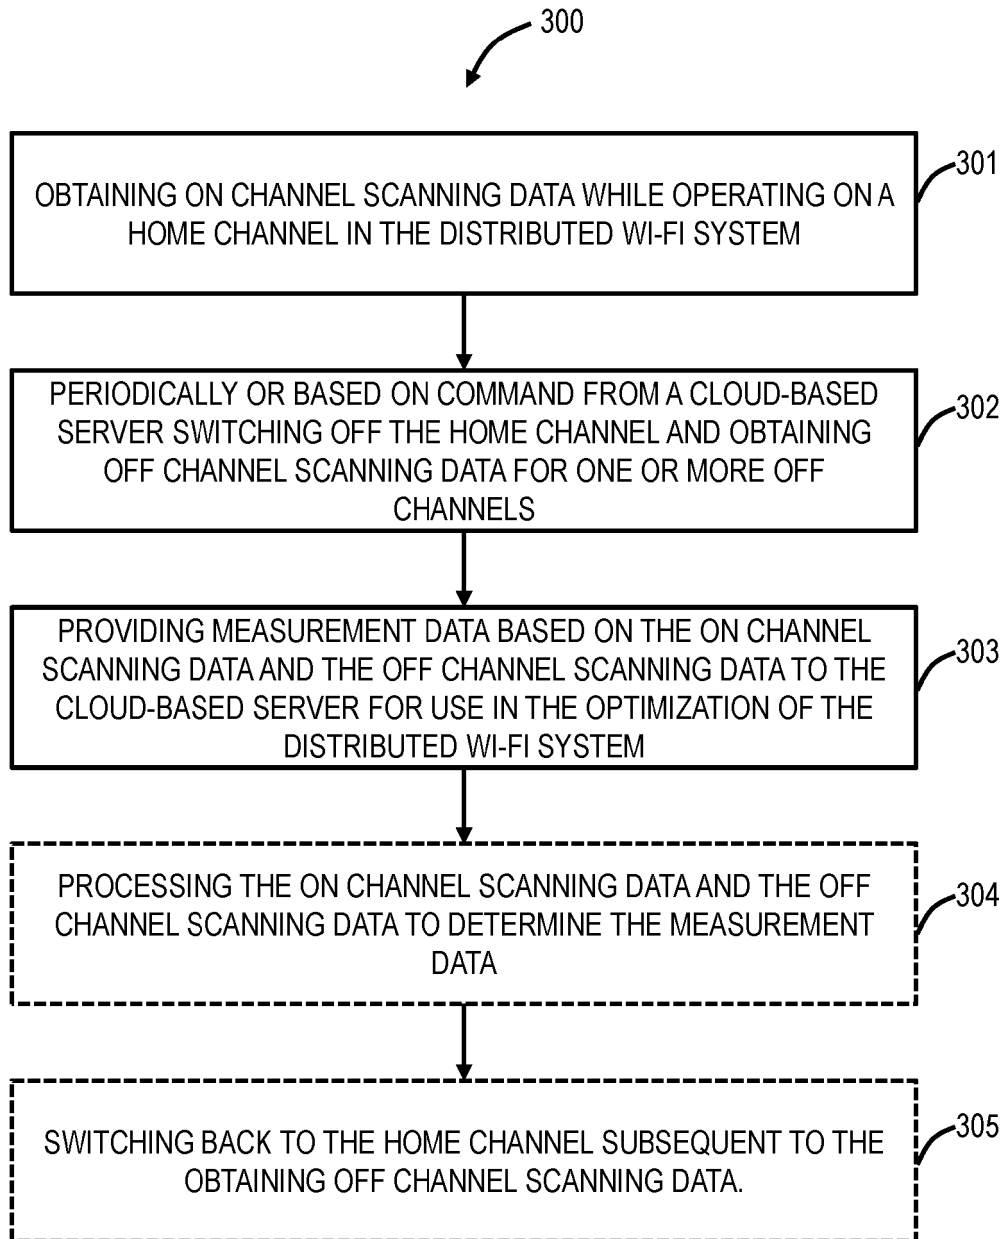 300
OBTAINING ON CHANNEL SCANNING DATA WHILE OPERATING ON A
HOME CHANNEL IN THE DISTRIBUTED WI-FI SYSTEM
301
PERIODICALLY OR BASED ON COMMAND FROM A CLOUD-BASED
SERVER SWITCHING OFF THE HOME CHANNEL AND OBTAINING
OFF CHANNEL SCANNING DATA FOR ONE OR MORE OFF
CHANNELS
302
PROVIDING MEASUREMENT DATA BASED ON THE ON CHANNEL
SCANNING DATA AND THE OFF CHANNEL SCANNING DATA TO THE
CLOUD-BASED SERVER FOR USE IN THE OPTIMIZATION OF THE
DISTRIBUTED WI-FI SYSTEM
303
PROCESSING THE ON CHANNEL SCANNING DATA AND THE OFF
CHANNEL SCANNING DATA TO DETERMINE THE MEASUREMENT
DATA
304
SWITCHING BACK TO THE HOME CHANNEL SUBSEQUENT TO THE
OBTAINING OFF CHANNEL SCANNING DATA.
305